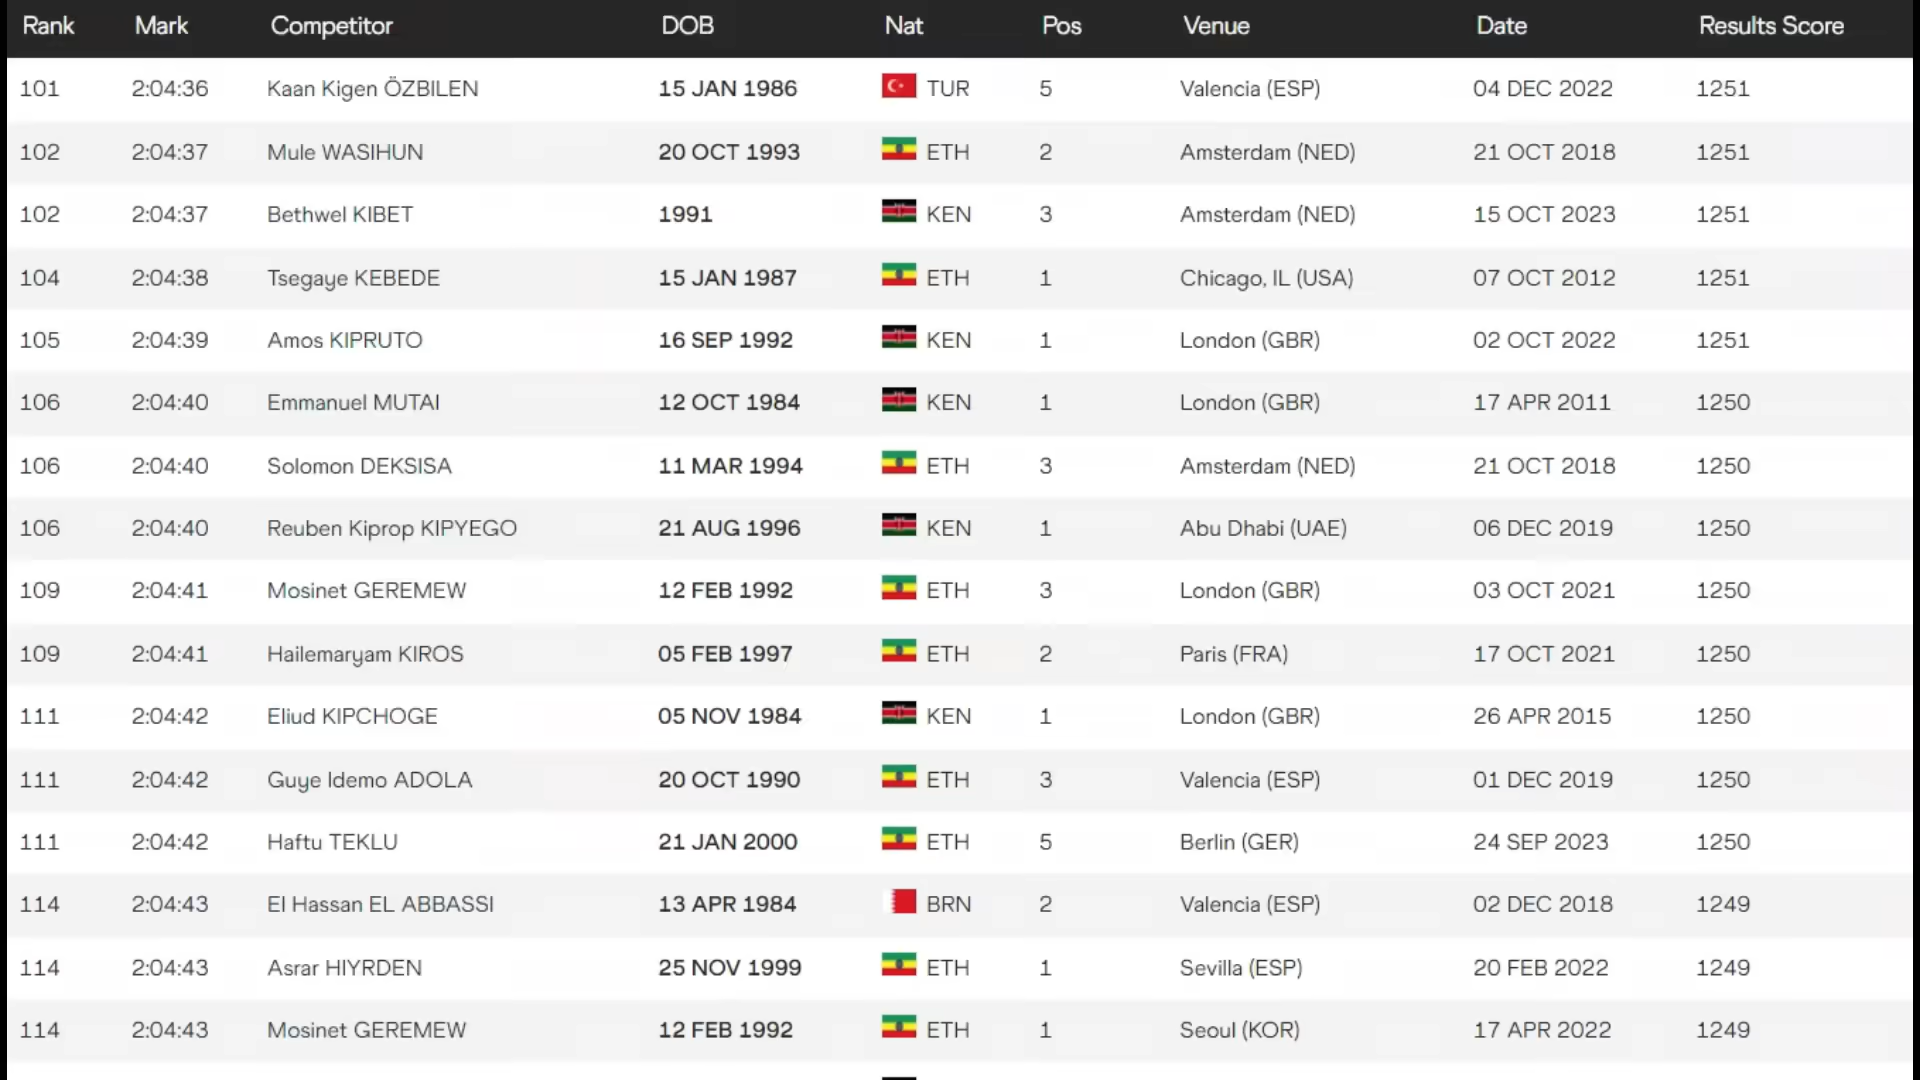 Rank Mark Competitor DOB Nat Pos Venue Date Results Score
101 2:04:36 Kaan Kigen ÖZBILEN 15 JAN 1986 TUR 5 Valencia (ESP) 04 DEC 2022 1251
102 2:04:37 Mule WASIHUN 20 OCT 1993 ETH 2 Amsterdam (NED) 21 OCT 2018 1251
102 2:04:37 Bethwel KIBET 1991 KEN 3 Amsterdam (NED) 15 OCT 2023 1251
104 2:04:38 Tsegaye KEBEDE 15 JAN 1987 ETH 1 Chicago, IL (USA) 07 OCT 2012 1251
105 2:04:39 Amos KIPRUTO 16 SEP 1992 KEN 1 London (GBR) 02 OCT 2022 1251
106 2:04:40 Emmanuel MUTAI 12 OCT 1984 KEN 1 London (GBR) 17 APR 2011 1250
106 2:04:40 Solomon DEKSISA 11 MAR 1994 ETH 3 Amsterdam (NED) 21 OCT 2018 1250
106 2:04:40 Reuben Kiprop KIPYEGO 21 AUG 1996 KEN 1 Abu Dhabi (UAE) 06 DEC 2019 1250
109 2:04:41 Mosinet GEREMEW 12 FEB 1992 ETH 3 London (GBR) 03 OCT 2021 1250
109 2:04:41 Hailemaryam KIROS 05 FEB 1997 ETH 2 Paris (FRA) 17 OCT 2021 1250
111 2:04:42 Eliud KIPCHOGE 05 NOV 1984 KEN 1 London (GBR) 26 APR 2015 1250
111 2:04:42 Guye Idemo ADOLA 20 OCT 1990 ETH 3 Valencia (ESP) 01 DEC 2019 1250
111 2:04:42 Haftu TEKLU 21 JAN 2000 ETH 5 Berlin (GER) 24 SEP 2023 1250
114 2:04:43 El Hassan EL ABBASSI 13 APR 1984 BRN 2 Valencia (ESP) 02 DEC 2018 1249
114 2:04:43 Asrar HIYRDEN 25 NOV 1999 ETH 1 Sevilla (ESP) 20 FEB 2022 1249
114 2:04:43 Mosinet GEREMEW 12 FEB 1992 ETH 1 Seoul (KOR) 17 APR 2022 1249